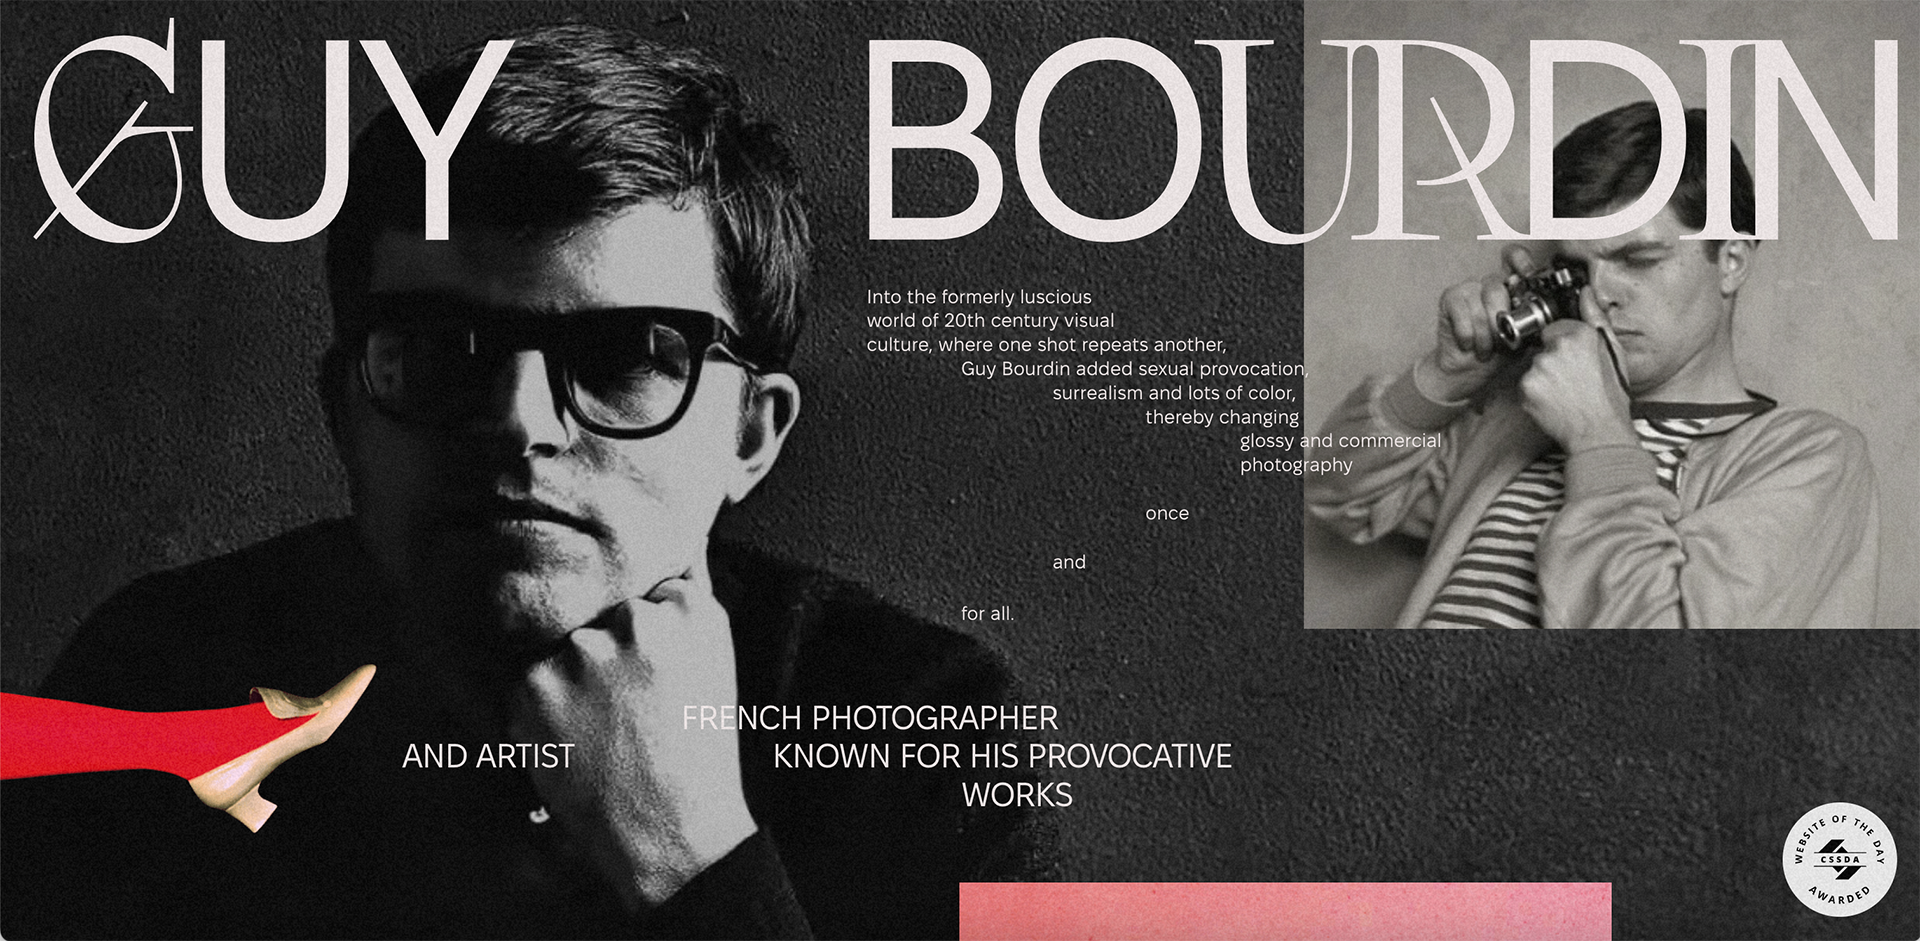 GUY BOURDIN
Into the formerly luscious
world of 20th century visual
culture, where one shot repeats another,
Guy Bourdin added sexual provocation,
surrealism and lots of color,
thereby changing
glossy and commercial
photography
once
and
for all.
FRENCH PHOTOGRAPHER
AND ARTIST KNOWN FOR HIS PROVOCATIVE
WORKS
WEBSITE OF THE DAY
CSSDA
AWARDED